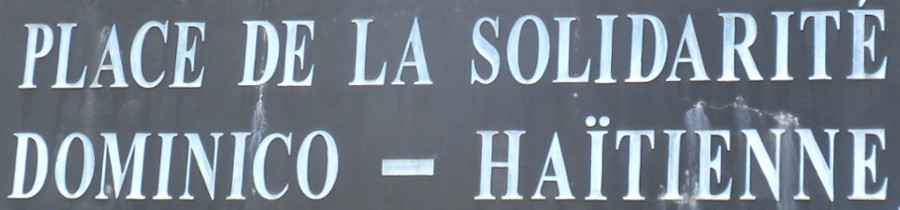 PLACE DE LA SOLIDARITÉ
DOMINICO – HAÏTIENNE